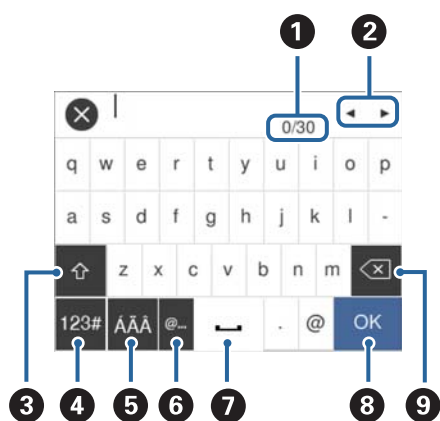 1 2
0/30 ◄ ►
q w e r t y u i o p
a s d f g h j k l -
z x c v b n m
123# ÁÃÂ @... . @ OK
3 4 5 6 7 8 9